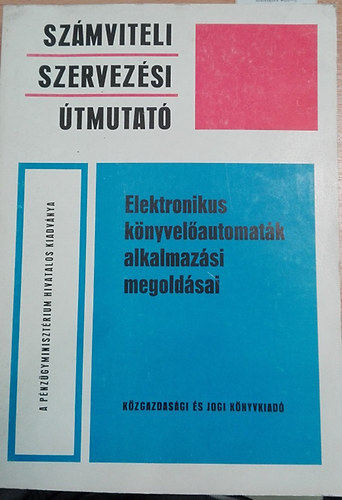 SZÁMVITELI
SZERVEZÉSI
ÚTMUTATÓ
A PÉNZÜGYMINISZTÉRIUM HIVATALOS KIADVÁNYA
Elektronikus
könyvelőautomaták
alkalmazási
megoldásai
KÖZGAZDASÁGI ÉS JOGI KÖNYVKIADÓ